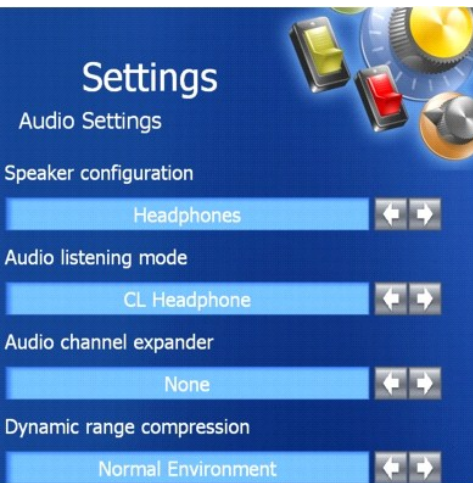 Settings
Audio Settings
Speaker configuration
Headphones
Audio listening mode
CL Headphone
Audio channel expander
None
Dynamic range compression
Normal Environment